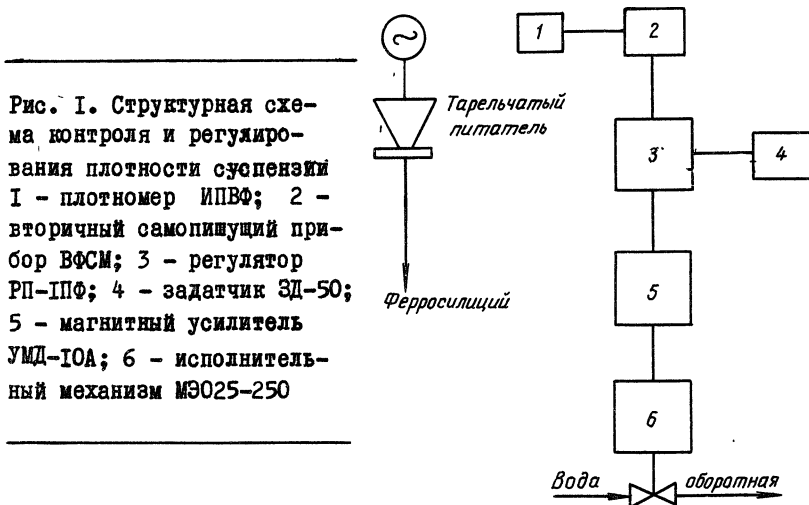 Рис. I. Структурная схе-
ма контроля и регулиро-
вания плотности суспензии
I - плотномер ИПВФ; 2 -
вторичный самопишущий при-
бор ВФСМ; 3 - регулятор
РП-IПФ; 4 - задатчик ЗД-50;
5 - магнитный усилитель
УМД-IОА; 6 - исполнитель-
ный механизм МЭО25-250
Тарельчатый
питатель
Ферросилиций
1
2
3
4
5
6
Вода
оборотная